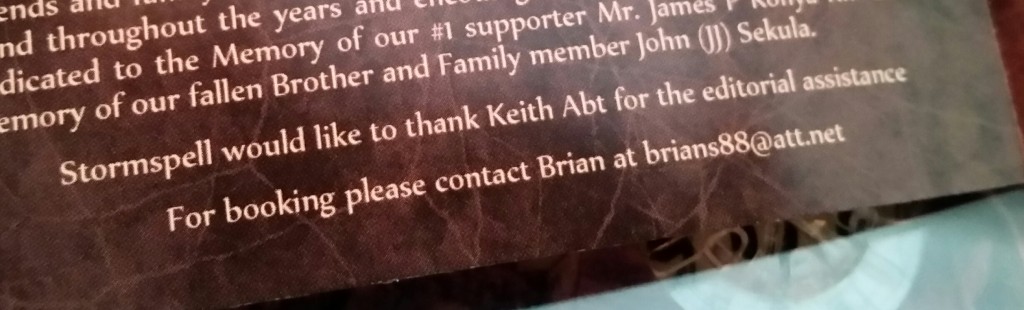 and
nd throughout the years and
dicated to the Memory of our #1 supporter Mr. James P
emory of our fallen Brother and Family member John (JJ) Sekula.
Stormspell would like to thank Keith Abt for the editorial assistance
For booking please contact Brian at brians88@att.net